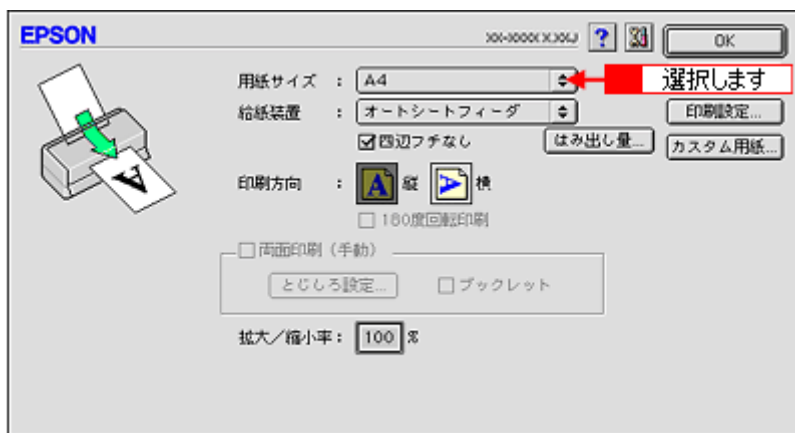 EPSON
XX-XXXX X.XXJ ? OK
用紙サイズ : A4 選択します
給紙装置 : オートシートフィーダ 印刷設定...
四辺フチなし はみ出し量... カスタム用紙...
印刷方向 : A 縦 A 横
180度回転印刷
両面印刷（手動）
とじしろ設定... ブックレット
拡大／縮小率： 100 %
A